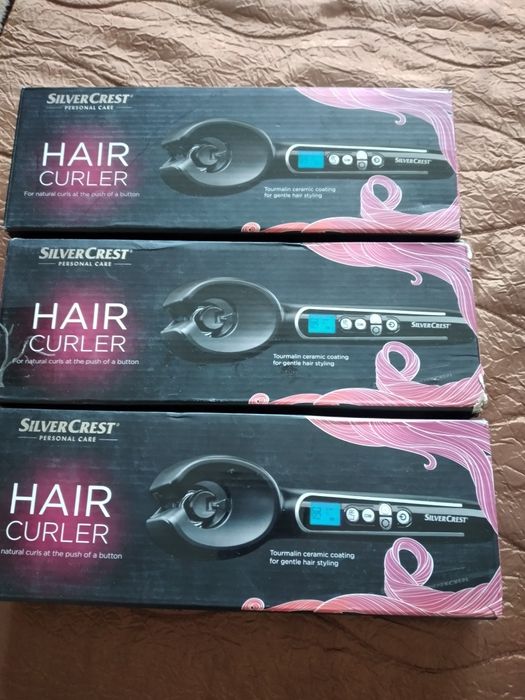 SILVERCREST®
PERSONAL CARE
HAIR
CURLER
For natural curls at the push of a button
SILVERCREST
Tourmalin ceramic coating
for gentle hair styling
SILVERCREST®
PERSONAL CARE
HAIR
CURLER
For natural curls at the push of a button
SILVERCREST
Tourmalin ceramic coating
for gentle hair styling
SILVERCREST®
PERSONAL CARE
HAIR
CURLER
natural curls at the push of a button
SILVERCREST
Tourmalin ceramic coating
for gentle hair styling